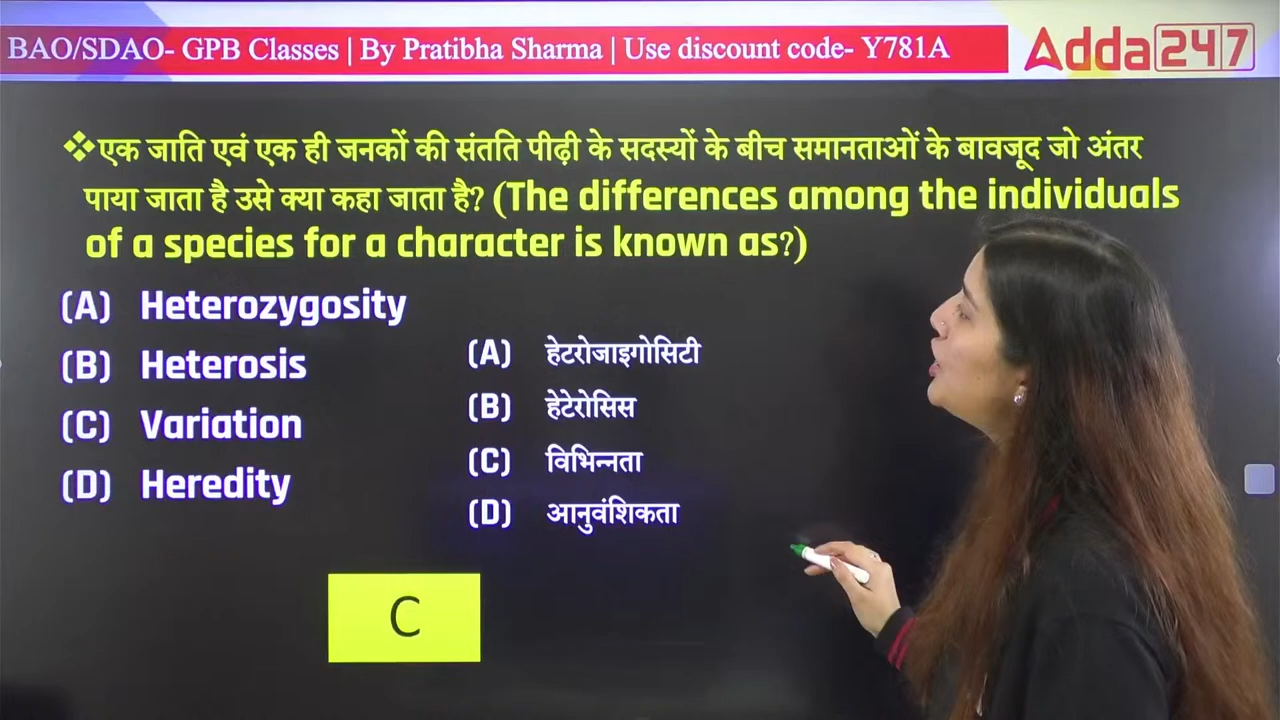 BAO/SDAO- GPB Classes | By Pratibha Sharma | Use discount code- Y781A
Adda247
❖एक जाति एवं एक ही जनकों की संतति पीढ़ी के सदस्यों के बीच समानताओं के बावजूद जो अंतर
पाया जाता है उसे क्या कहा जाता है? (The differences among the individuals
of a species for a character is known as?)
(A) Heterozygosity
(B) Heterosis
(C) Variation
(D) Heredity
(A) हेटरोजाइगोसिटी
(B) हेटेरोसिस
(C) विभिन्नता
(D) आनुवंशिकता
C